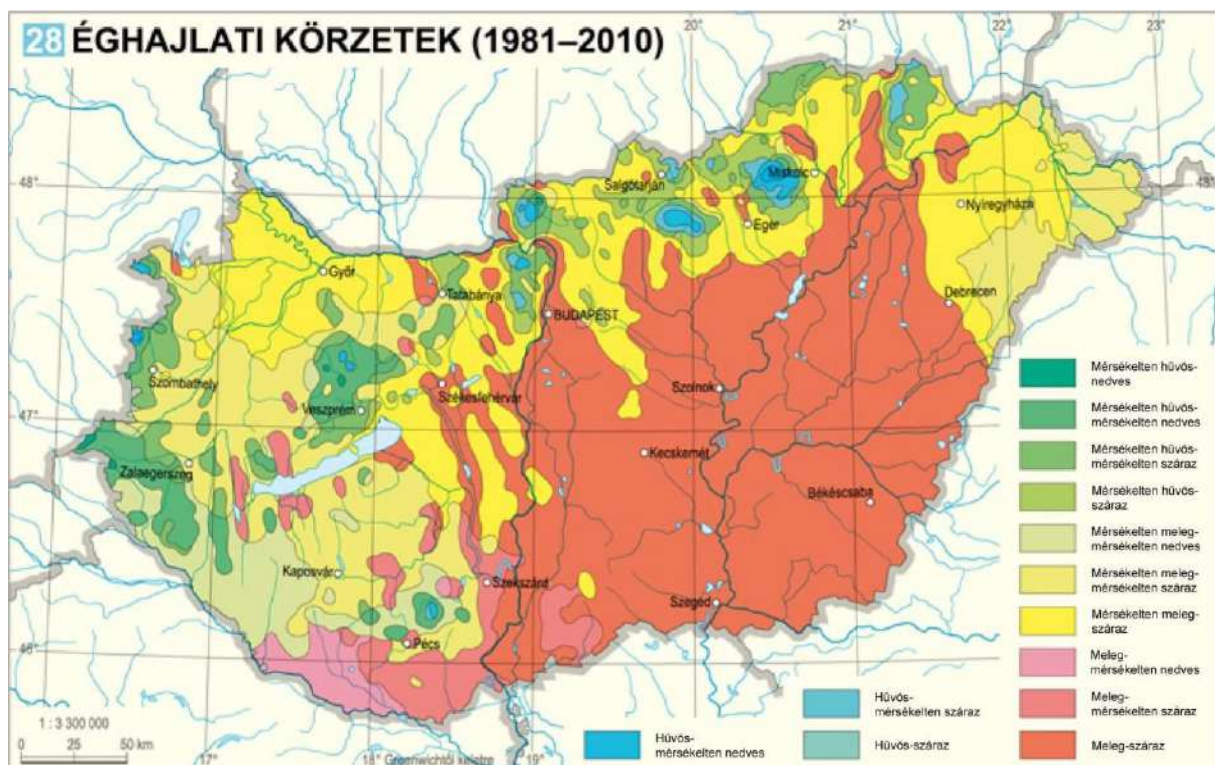 28 ÉGHAJLATI KÖRZETEK (1981–2010)
20°
21°
22°
23°
48°
48°
Salgótarján
Miskolc
Nyíregyháza
Eger
Győr
Tatabánya
BUDAPEST
Debrecen
Szombathely
Székesfehérvár
Szolnok
Veszprém
47°
Kecskemét
Zalaegerszeg
Békéscsaba
Kaposvár
Szekszárd
Szeged
46°
Pécs
1 : 3 300 000
0 25 50 km
17°
18° Greenwichtől keletre
19°
Mérsékelten hűvös-
nedves
Mérsékelten hűvös-
mérsékelten nedves
Mérsékelten hűvös-
mérsékelten száraz
Mérsékelten hűvös-
száraz
Mérsékelten meleg-
mérsékelten nedves
Mérsékelten meleg-
mérsékelten száraz
Mérsékelten meleg-
száraz
Meleg-
mérsékelten nedves
Meleg-
mérsékelten száraz
Meleg-száraz
Hűvös-
mérsékelten száraz
Hűvös-száraz
Hűvös-
mérsékelten nedves